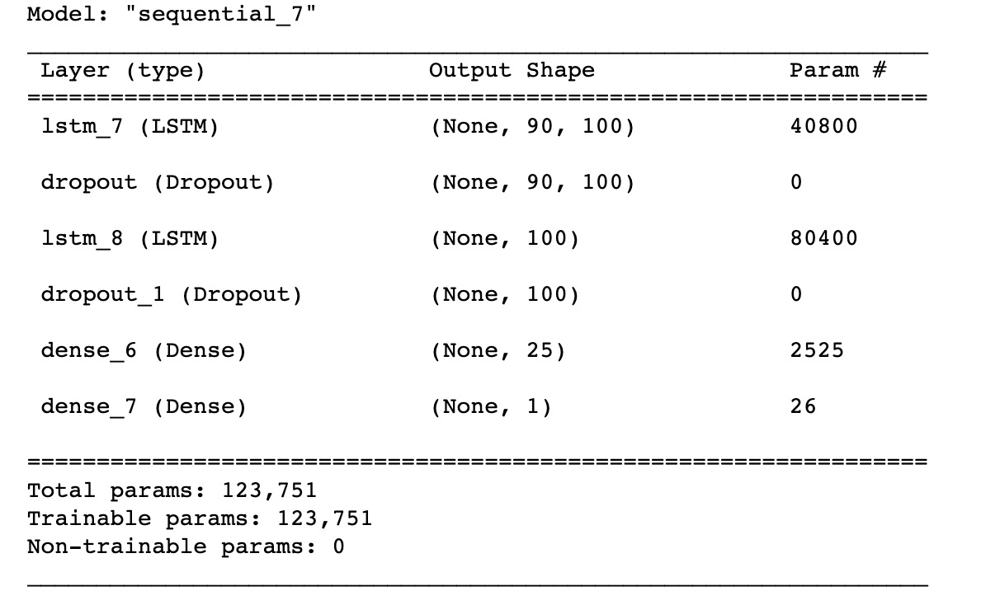 Model: "sequential_7"
Layer (type) Output Shape Param #
=================================================================
lstm_7 (LSTM) (None, 90, 100) 40800
dropout (Dropout) (None, 90, 100) 0
lstm_8 (LSTM) (None, 100) 80400
dropout_1 (Dropout) (None, 100) 0
dense_6 (Dense) (None, 25) 2525
dense_7 (Dense) (None, 1) 26
=================================================================
Total params: 123,751
Trainable params: 123,751
Non-trainable params: 0